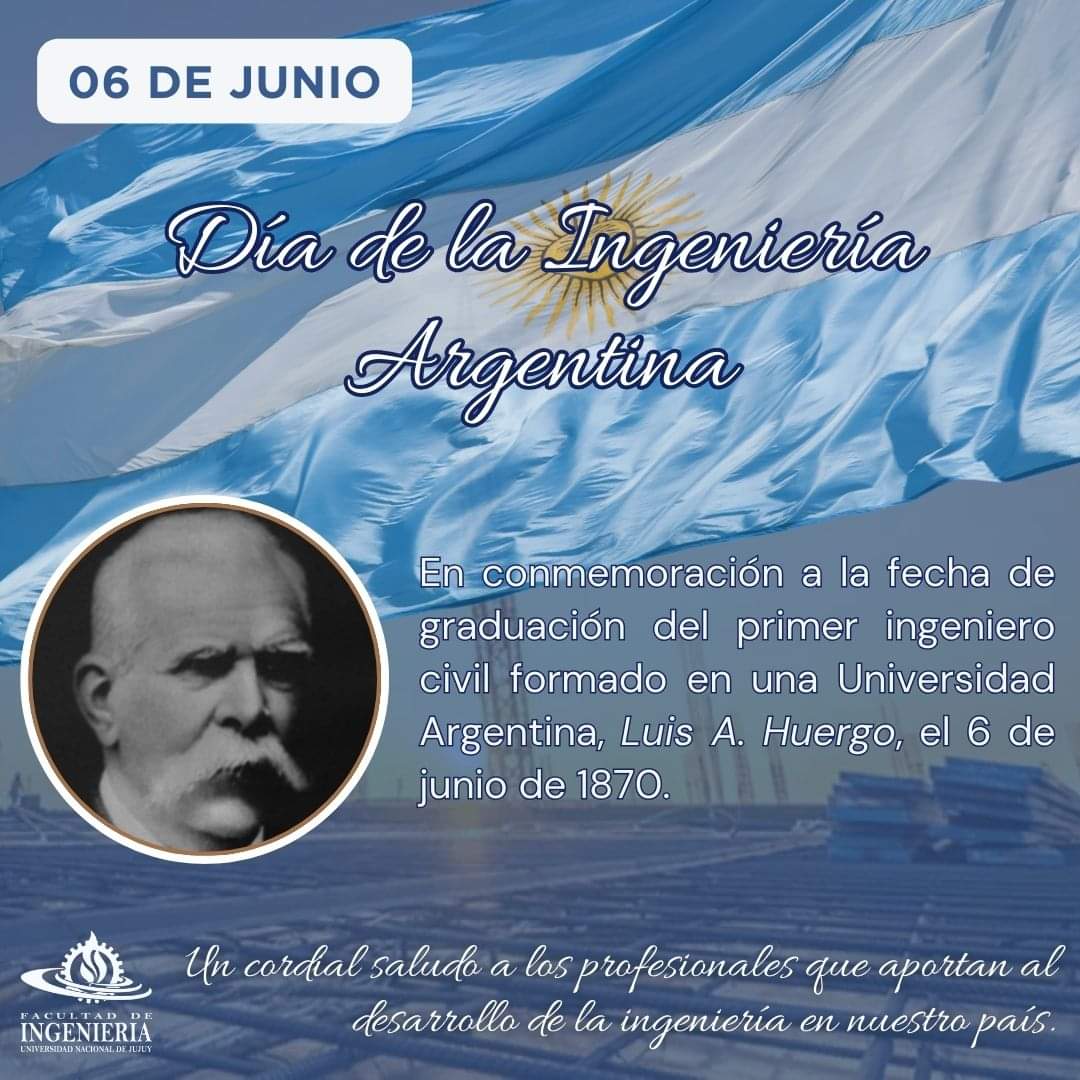 06 DE JUNIO
Día de la Ingeniería
Argentina
En conmemoración a la fecha de
graduación del primer ingeniero
civil formado en una Universidad
Argentina, Luis A. Huergo, el 6 de
junio de 1870.
Un cordial saludo a los profesionales que aportan al
desarrollo de la ingeniería en nuestro país.
FACULTAD DE
INGENIERIA
UNIVERSIDAD NACIONAL DE JUJUY